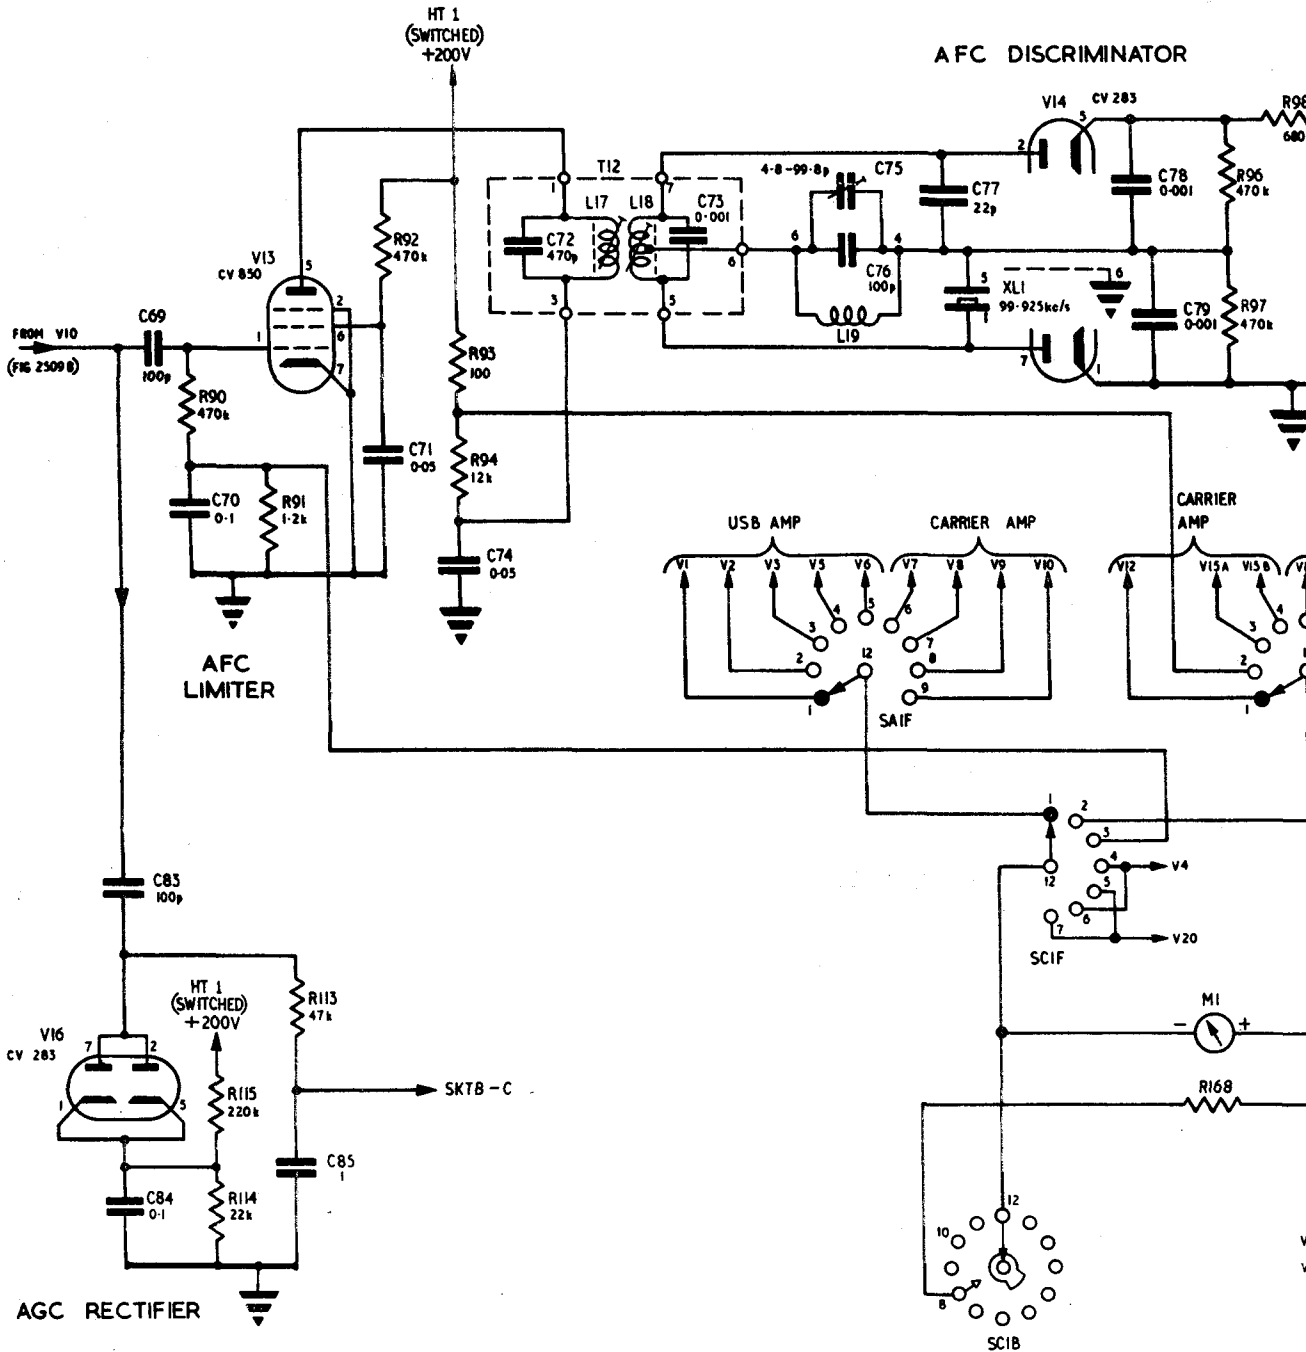 HT 1
(SWITCHED)
+200V
AFC DISCRIMINATOR
V14
CV 283
5
2
R98
680
T12
1
7
L17
L18
C73
0·001
C72
470p
6
3
5
4·8-99·8p
C75
6
4
C76
100p
L19
C77
22p
C78
0·001
R96
470k
5
XL1
99·925kc/s
1
6
C79
0·001
R97
470k
7
1
V13
CV 850
5
2
6
7
1
R92
470k
FROM V10
(FIG 2509B)
C69
100p
R90
470k
R93
100
C71
0·05
R94
12k
C70
0·1
R91
1·2k
C74
0·05
AFC
LIMITER
USB AMP
CARRIER AMP
CARRIER
AMP
V1
V2
V3
V5
V6
V7
V8
V9
V10
V12
V15A
V15B
1
2
3
4
5
6
7
8
9
12
SA1F
1
2
3
4
1
2
3
4
5
6
7
12
V4
V20
SC1F
C83
100p
HT 1
(SWITCHED)
+200V
R113
47k
V16
CV 283
7
2
1
5
R115
220k
SKTB-C
C85
1
C84
0·1
R114
22k
AGC RECTIFIER
M1
-
+
R168
12
10
8
SC1B